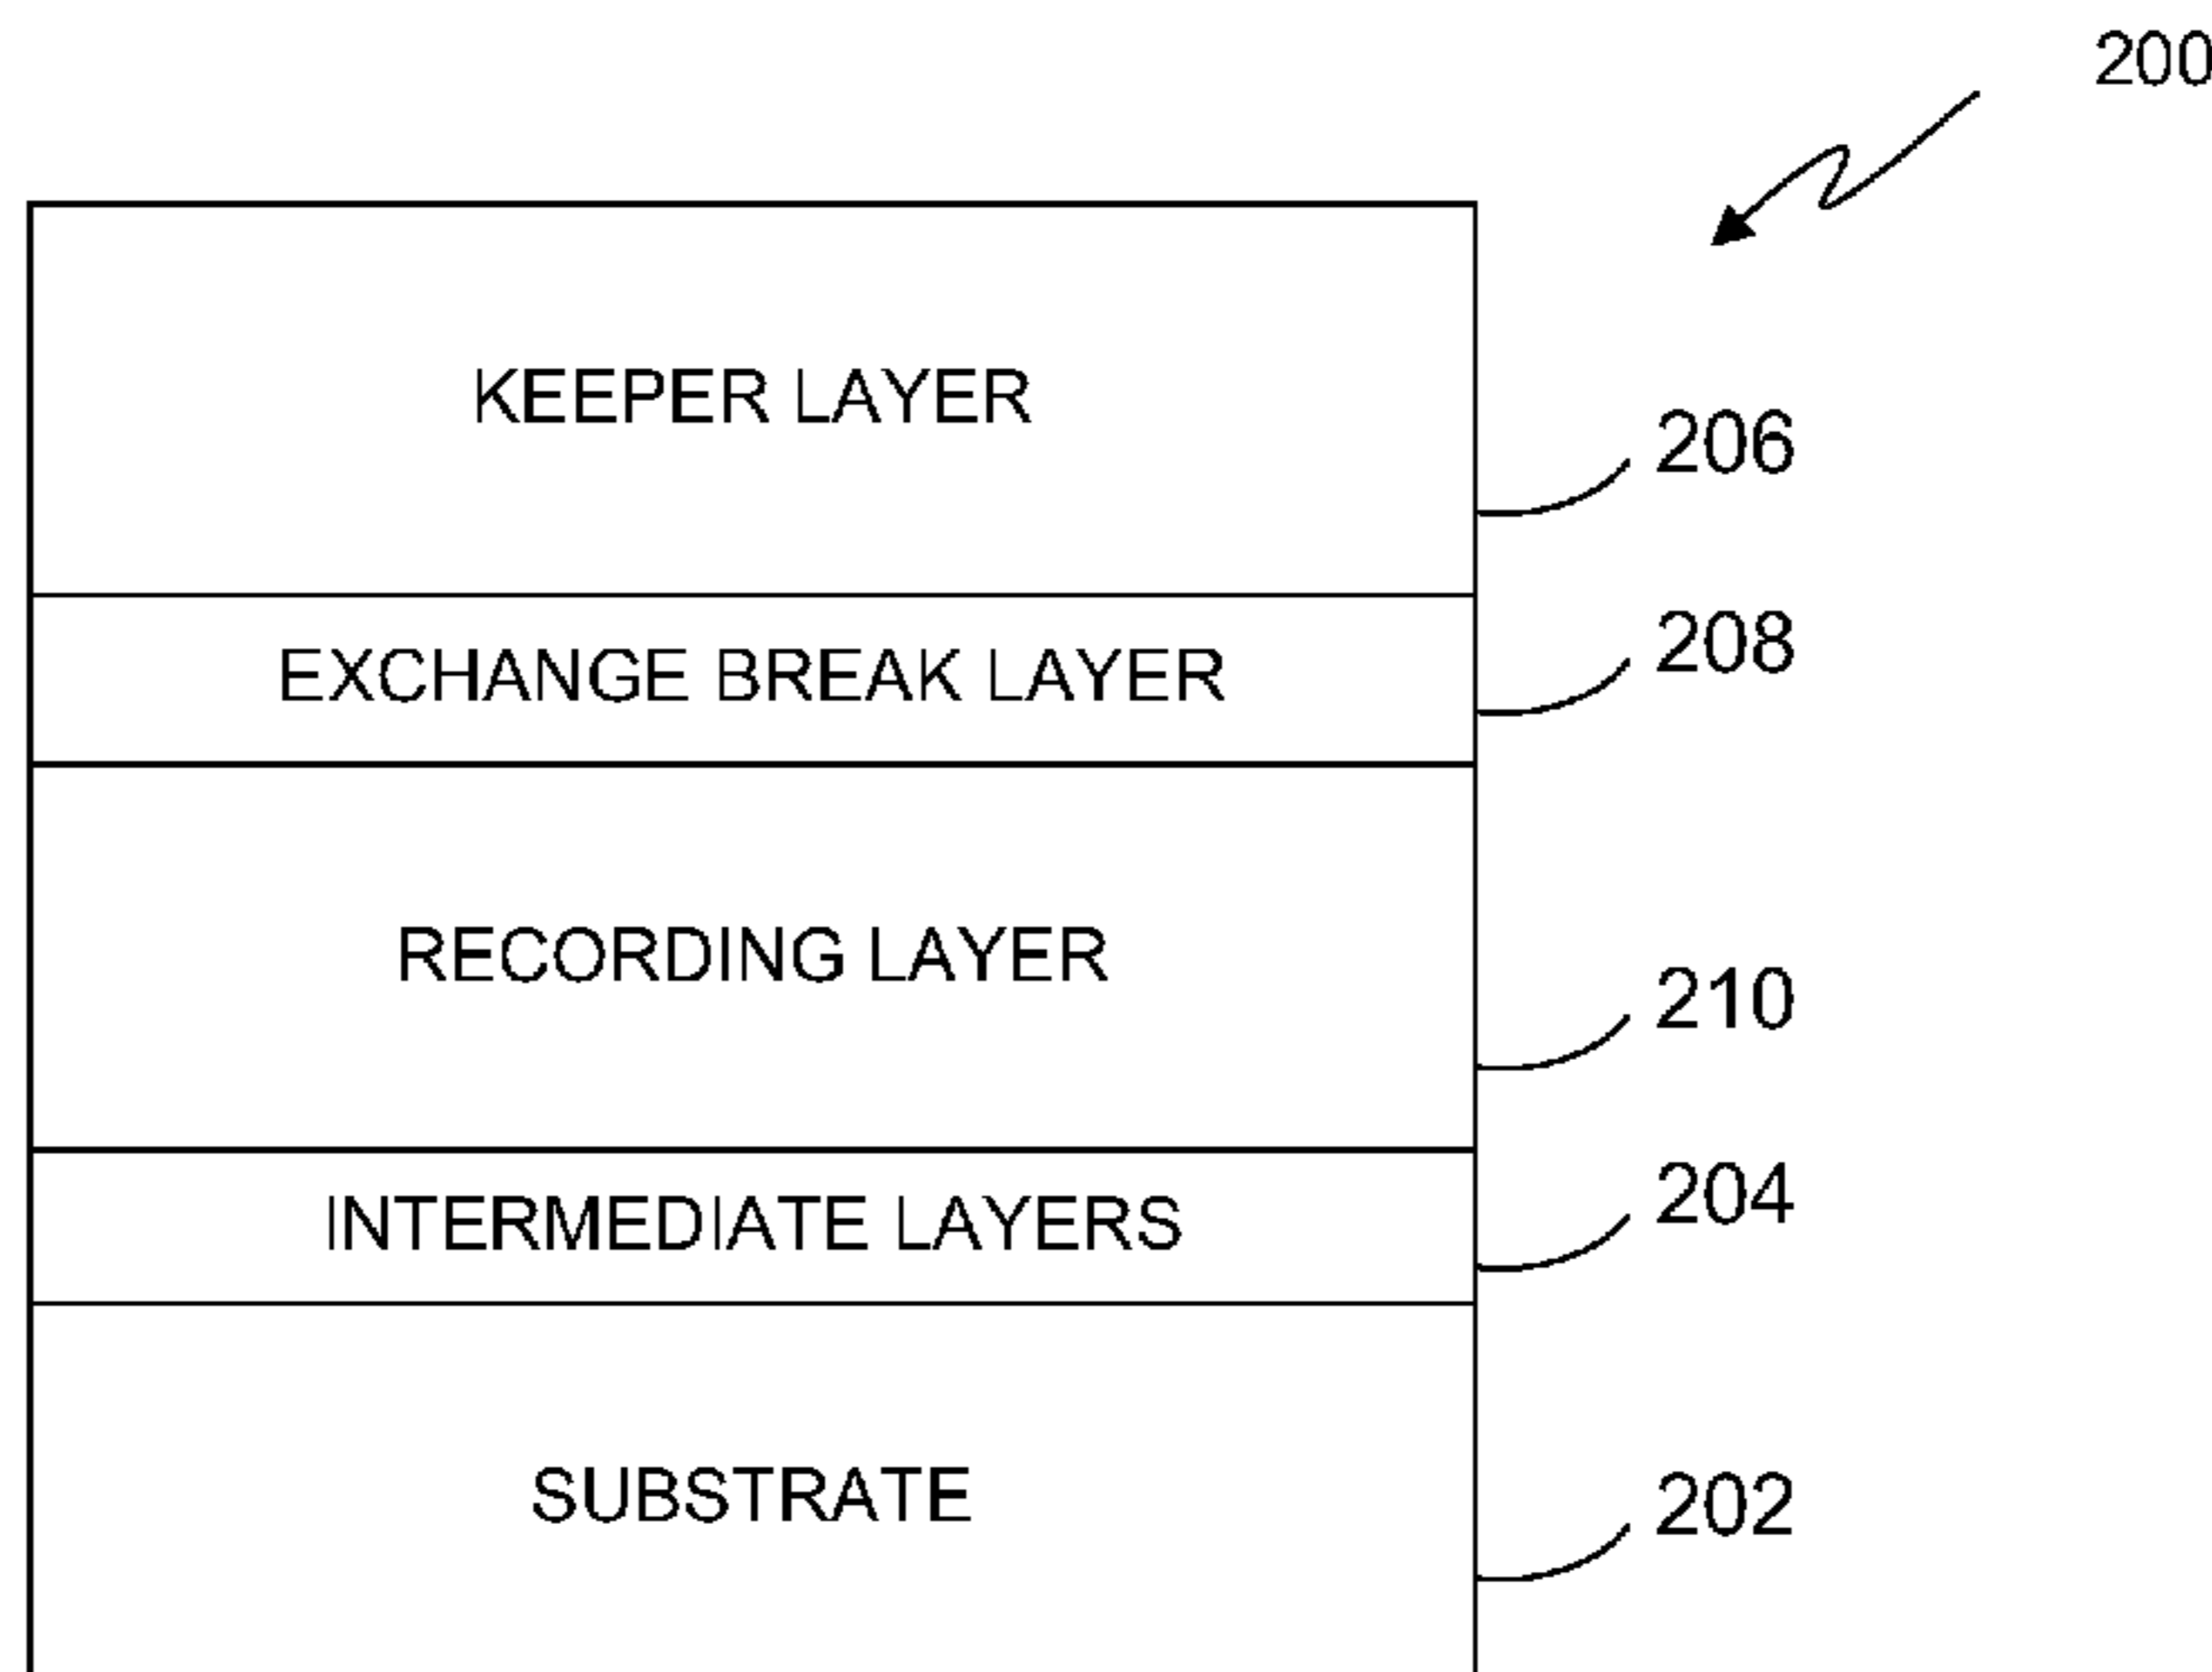 200
KEEPER LAYER
206
EXCHANGE BREAK LAYER
208
RECORDING LAYER
210
INTERMEDIATE LAYERS
204
SUBSTRATE
202